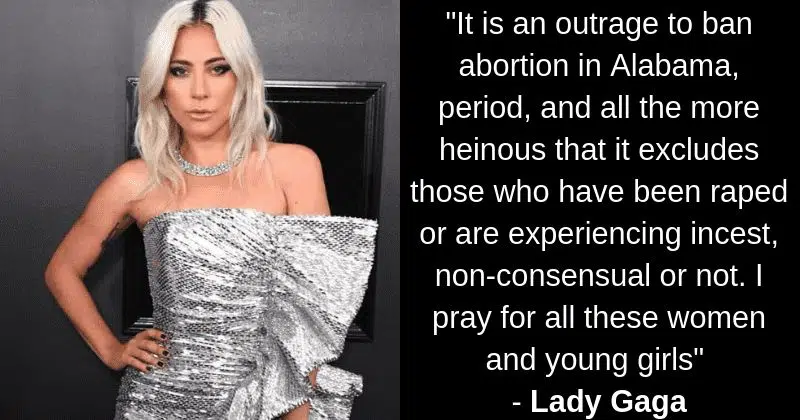 "It is an outrage to ban
abortion in Alabama,
period, and all the more
heinous that it excludes
those who have been raped
or are experiencing incest,
non-consensual or not. I
pray for all these women
and young girls"
- Lady Gaga